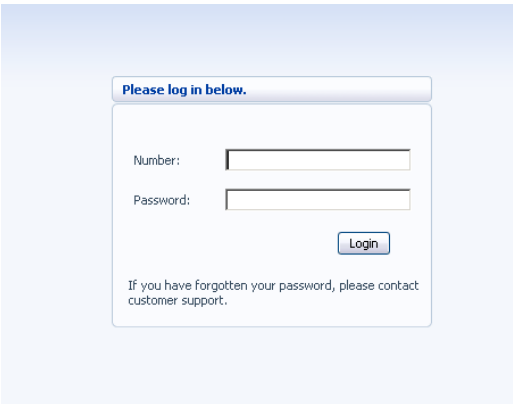 Please log in below.
Number:
Password:
Login
If you have forgotten your password, please contact
customer support.